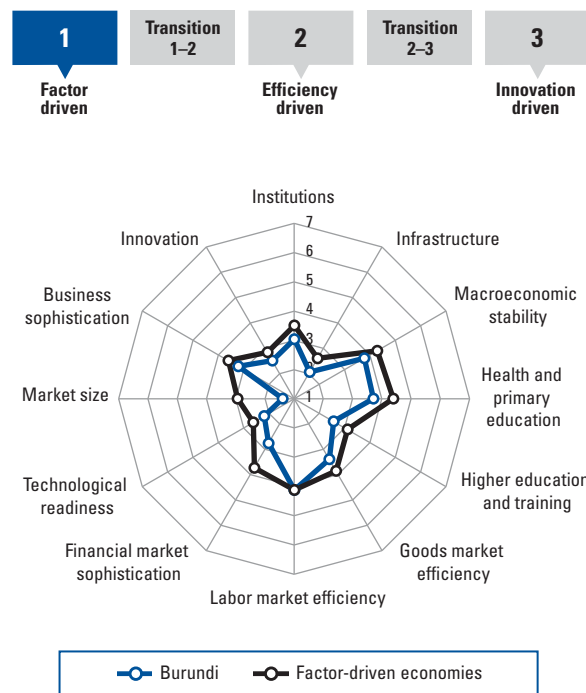 1
Transition
1–2
2
Transition
2–3
3
Factor
driven
Efficiency
driven
Innovation
driven
Institutions
7
6
5
4
3
2
1
Infrastructure
Macroeconomic
stability
Health and
primary
education
Higher education
and training
Goods market
efficiency
Labor market efficiency
Financial market
sophistication
Technological
readiness
Market size
Business
sophistication
Innovation
Burundi
Factor-driven economies